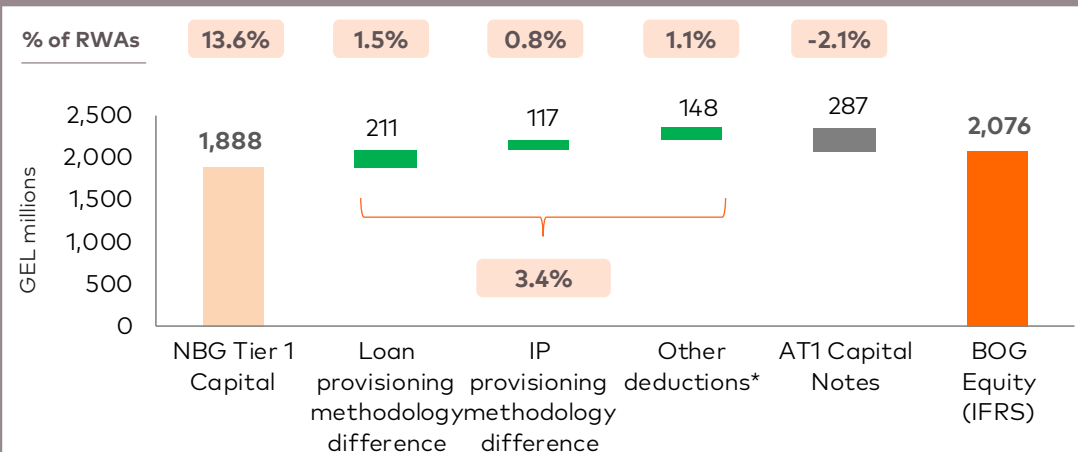 % of RWAs 13.6% 1.5% 0.8% 1.1% -2.1%
GEL millions
2,500
2,000
1,500
1,000
500
0
1,888
211
117
148
287
2,076
3.4%
NBG Tier 1
Capital
Loan
provisioning
methodology
difference
IP
provisioning
methodology
difference
Other
deductions*
AT1 Capital
Notes
BOG
Equity
(IFRS)